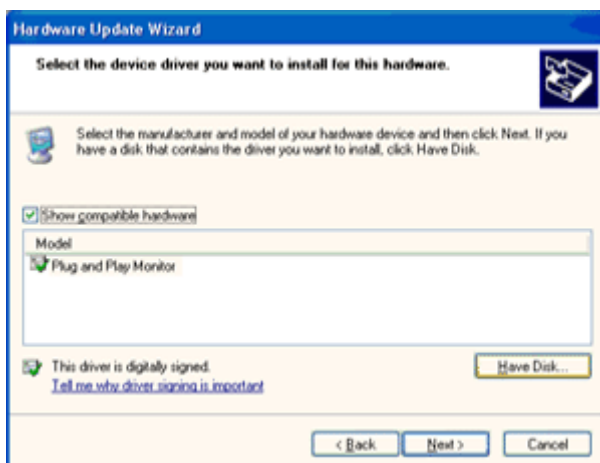 Hardware Update Wizard
Select the device driver you want to install for this hardware.
Select the manufacturer and model of your hardware device and then click Next. If you
have a disk that contains the driver you want to install, click Have Disk.
Show compatible hardware
Model
Plug and Play Monitor
This driver is digitally signed.
Have Disk...
Tell me why driver signing is important
< Back
Next >
Cancel